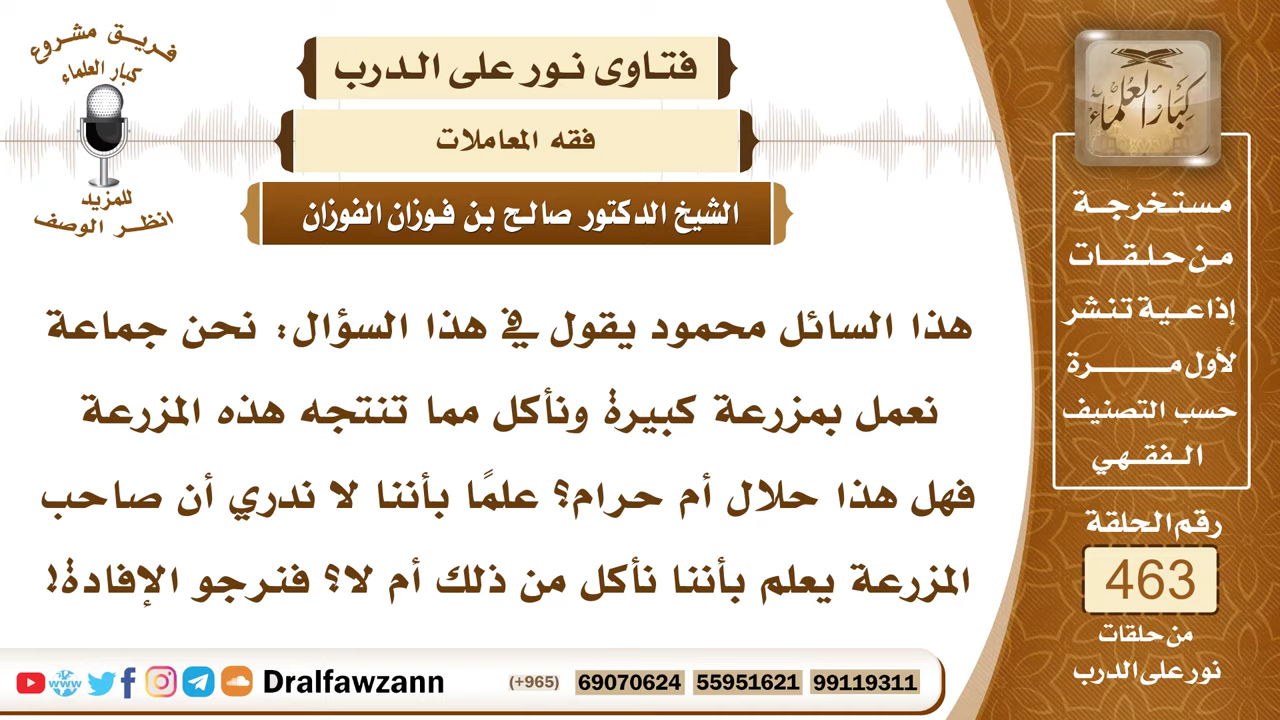 فريق مشروع
كبار العلماء
للمزيد
انظر الوصف
فتاوى نور على الدرب
فقه المعاملات
الشيخ الدكتور صالح بن فوزان الفوزان
هذا السائل محمود يقول في هذا السؤال: نحن جماعة
نعمل بمزرعة كبيرة ونأكل مما تنتجه هذه المزرعة
فهل هذا حلال أم حرام؟ علمًا بأننا لا ندري أن صاحب
المزرعة يعلم بأننا نأكل من ذلك أم لا؟ فنرجو الإفادة!
كبار العلماء
مستخرجة
من حلقات
إذاعية تنشر
لأول مرة
حسب التصنيف
الفقهي
رقم الحلقة
463
من حلقات
نور على الدرب
www
Dralfawzann
(+965) 69070624 55951621 99119311